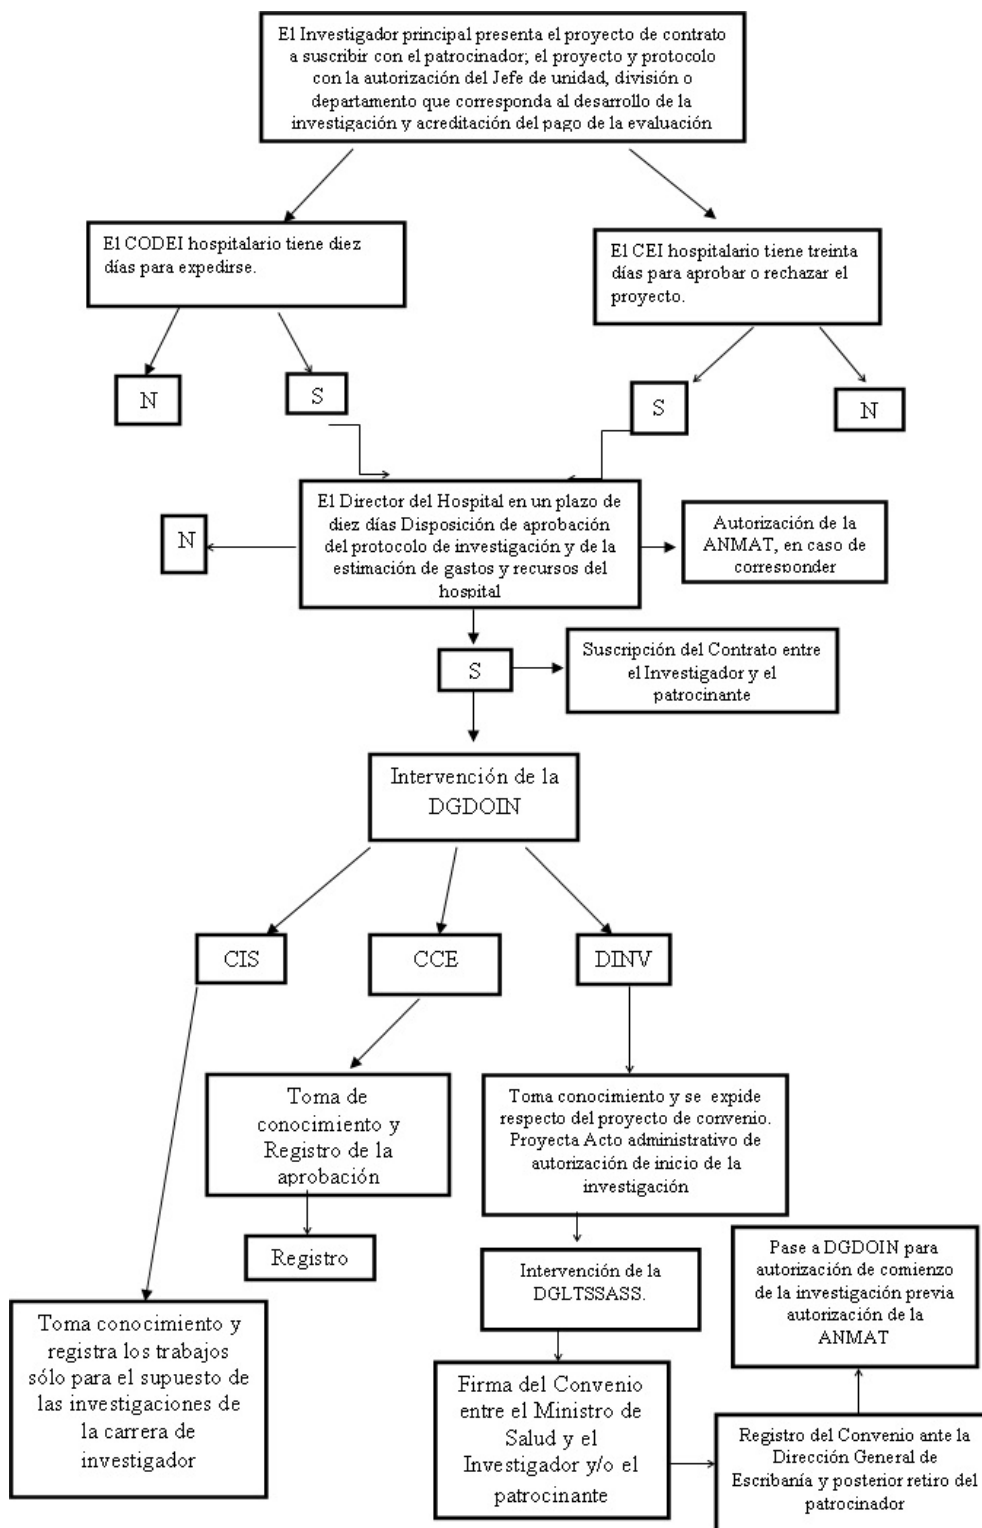 El Investigador principal presenta el proyecto de contrato
a suscribir con el patrocinador; el proyecto y protocolo
con la autorización del Jefe de unidad, división o
departamento que corresponda al desarrollo de la
investigación y acreditación del pago de la evaluación
El CODEI hospitalario tiene diez
días para expedirse.
El CEI hospitalario tiene treinta
días para aprobar o rechazar el
proyecto.
N
S
S
N
El Director del Hospital en un plazo de
diez días Disposición de aprobación
del protocolo de investigación y de la
estimación de gastos y recursos del
hospital
N
Autorización de la
ANMAT, en caso de
corresponder
S
Suscripción del Contrato entre
el Investigador y el
patrocinante
Intervención de la
DGDOIN
CIS
CCE
DINV
Toma de
conocimiento y
Registro de la
aprobación
Registro
Toma conocimiento y se expide
respecto del proyecto de convenio.
Proyecta Acto administrativo de
autorización de inicio de la
investigación
Toma conocimiento y
registra los trabajos
sólo para el supuesto de
las investigaciones de
la carrera de
investigador
Intervención de la
DGLTSSASS.
Pase a DGDOIN para
autorización de comienzo
de la investigación previa
autorización de la
ANMAT
Firma del Convenio
entre el Ministro de
Salud y el
Investigador y/o el
patrocinante
Registro del Convenio ante la
Dirección General de
Escribanía y posterior retiro del
patrocinador